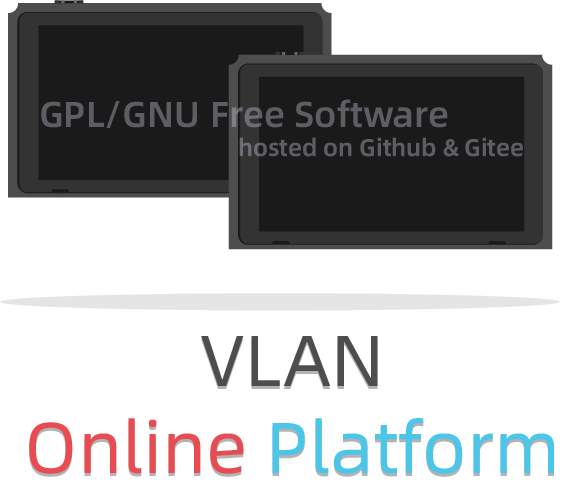 GPL/GNU Free Software
hosted on Github & Gitee
VLAN
Online Platform